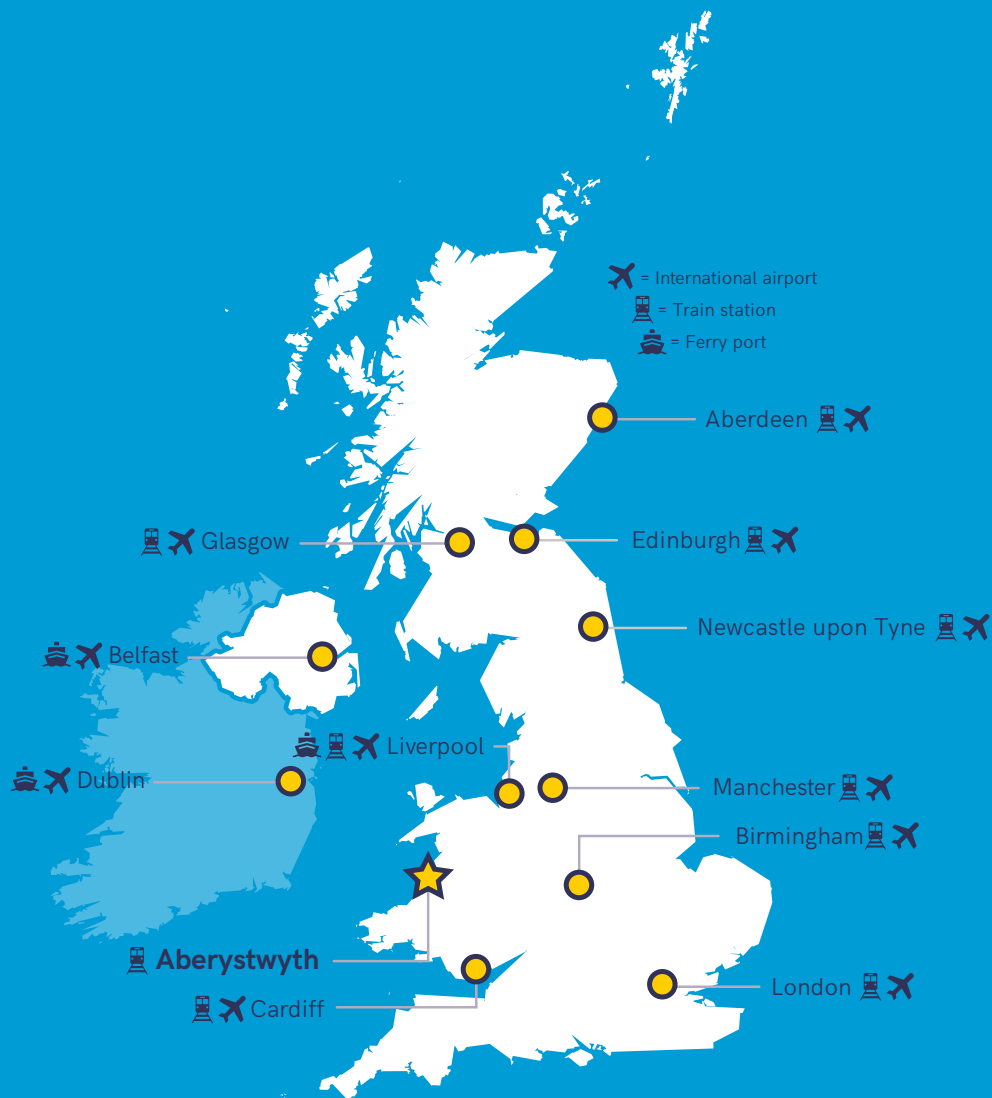 = International airport
= Train station
= Ferry port
Aberdeen
Glasgow
Edinburgh
Newcastle upon Tyne
Belfast
Liverpool
Dublin
Manchester
Birmingham
Aberystwyth
London
Cardiff